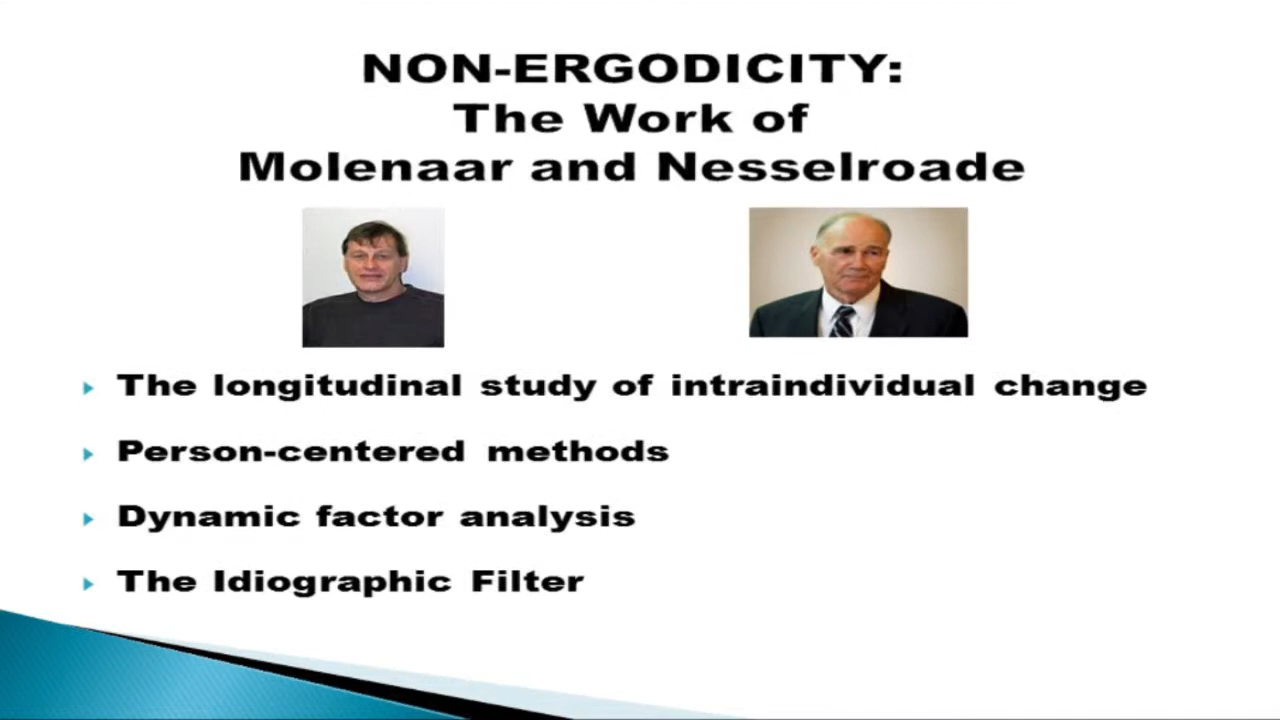 NON-ERGODICITY:
The Work of
Molenaar and Nesselroade
The longitudinal study of intraindividual change
Person-centered methods
Dynamic factor analysis
The Idiographic Filter